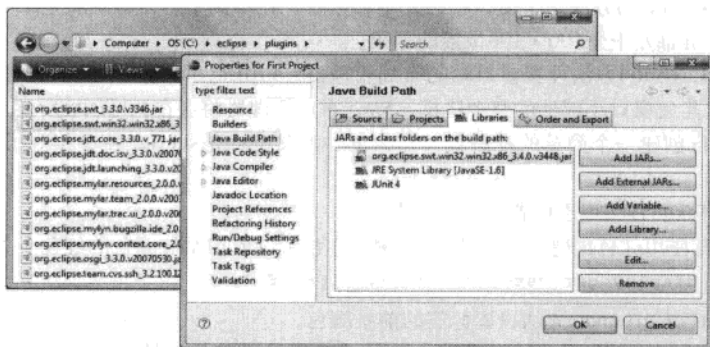 Computer ▸ OS (C:) ▸ eclipse ▸ plugins ▸
Search
Organize
Views
Name
org.eclipse.swt_3.3.0.v3346.jar
org.eclipse.swt.win32.win32.x86_3
org.eclipse.jdt.core_3.3.0.v_771.jar
org.eclipse.jdt.doc.isv_3.3.0.v20070
org.eclipse.jdt.launching_3.3.0.v20
org.eclipse.mylar.resources_2.0.0.v
org.eclipse.mylar.team_2.0.0.v200
org.eclipse.mylar.trac.ui_2.0.0.v200
org.eclipse.mylyn.bugzilla.ide_2.0.
org.eclipse.mylyn.context.core_2.0
org.eclipse.osgi_3.3.0.v20070530.ja
org.eclipse.team.cvs.ssh_3.2.100.I2
Properties for First Project
type filter text
Resource
Builders
Java Build Path
Java Code Style
Java Compiler
Java Editor
Javadoc Location
Project References
Refactoring History
Run/Debug Settings
Task Repository
Task Tags
Validation
Java Build Path
Source
Projects
Libraries
Order and Export
JARs and class folders on the build path:
org.eclipse.swt.win32.win32.x86_3.4.0.v3448.jar
JRE System Library [JavaSE-1.6]
JUnit 4
Add JARs...
Add External JARs...
Add Variable...
Add Library...
Edit...
Remove
OK
Cancel